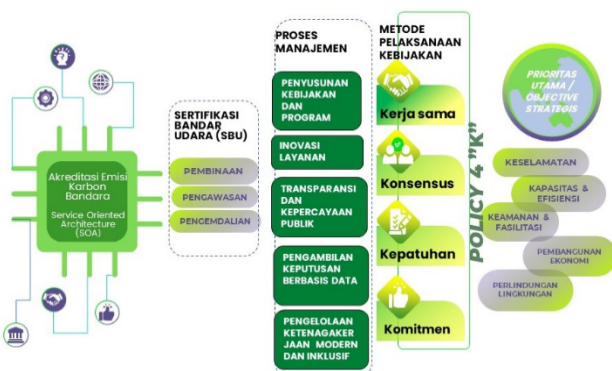 Akreditasi Emisi
Karbon
Bandara
Service Oriented
Architecture
(SOA)
SERTIFIKASI
BANDAR
UDARA (SBU)
PEMBINAAN
PENGAWASAN
PENGEMDALIAN
PROSES
MANAJEMEN
PENYUSUNAN
KEBIJAKAN
DAN
PROGRAM
INOVASI
LAYANAN
TRANSPARANSI
DAN
KEPERCAYAAN
PUBLIK
PENGAMBILAN
KEPUTUSAN
BERBASIS DATA
PENGELOLAAN
KETENAGAKER
JAAN MODERN
DAN INKLUSIF
METODE
PELAKSANAAN
KEBIJAKAN
Kerja sama
Konsensus
Kepatuhan
Komitmen
POLICY 4 "K"
PRIORITAS
UTAMA /
OBJECTIVE
STRATEGIS
KESELAMATAN
KAPASITAS &
EFISIENSI
KEAMANAN &
FASILITASI
PEMBANGUNAN
EKONOMI
PERLINDUNGAN
LINGKUNGAN